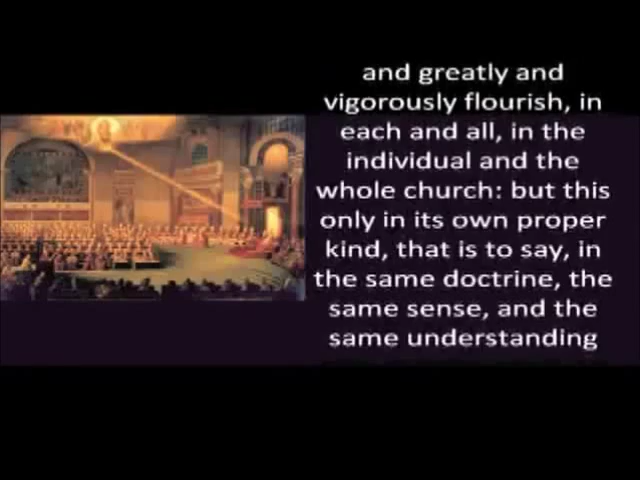 and greatly and
vigorously flourish, in
each and all, in the
individual and the
whole church: but this
only in its own proper
kind, that is to say, in
the same doctrine, the
same sense, and the
same understanding